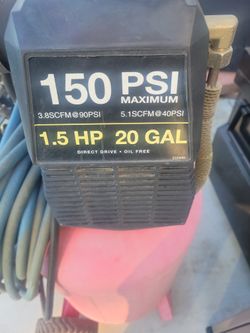 150 PSI
MAXIMUM
3.8SCFM@90PSI 5.1SCFM@40PSI
1.5 HP 20 GAL
DIRECT DRIVE • OIL FREE